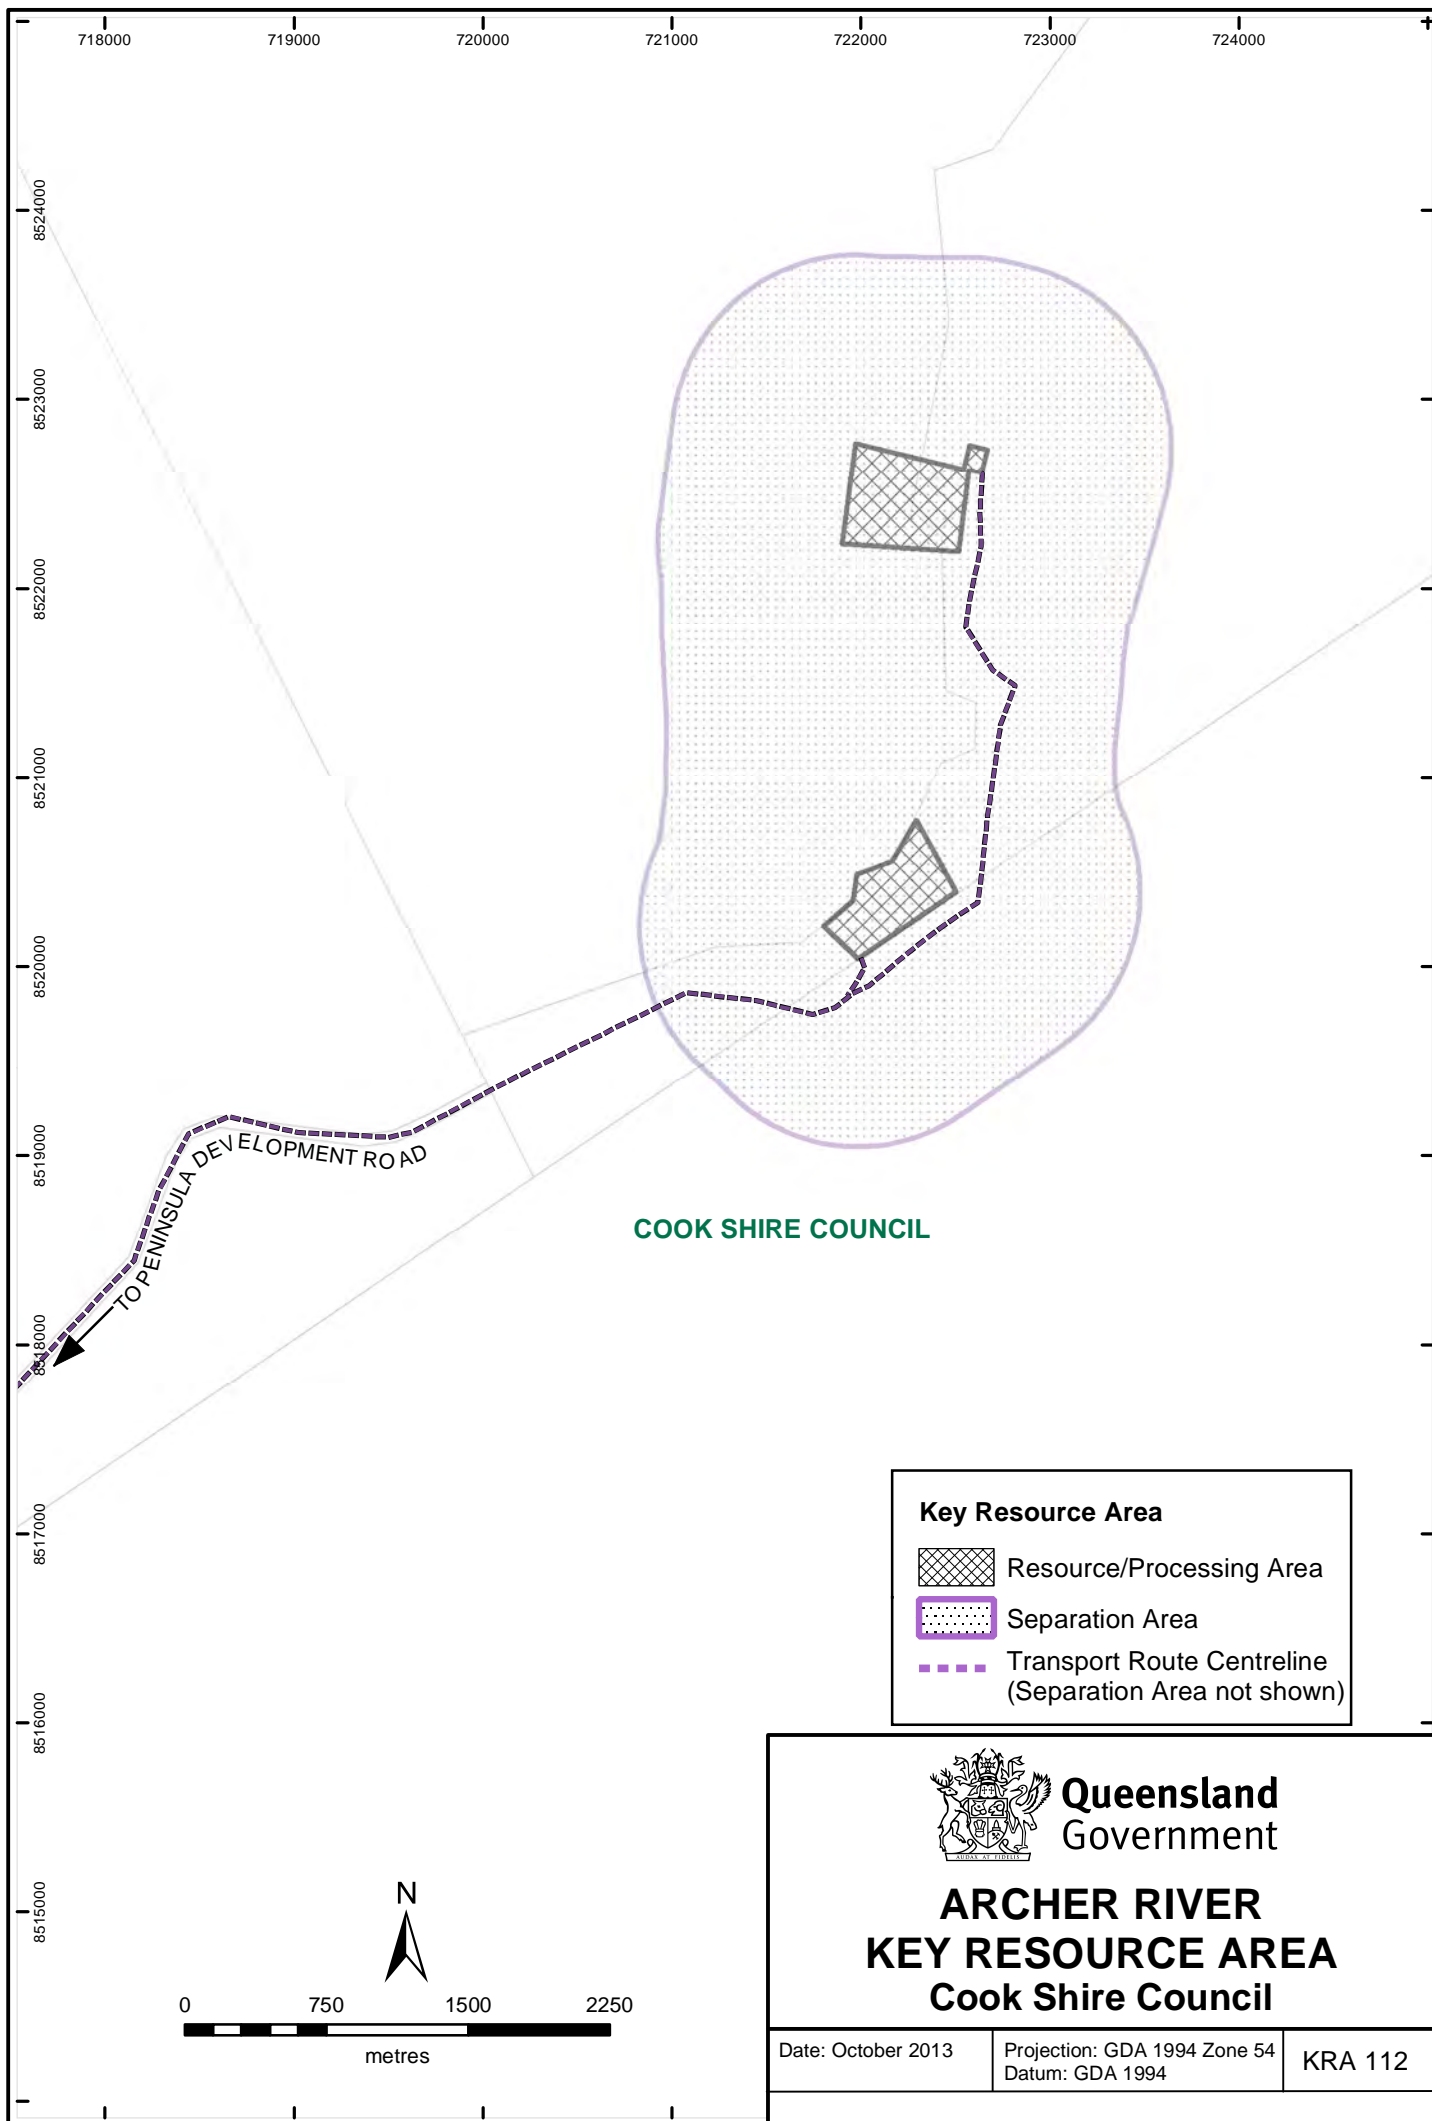 718000
719000
720000
721000
722000
723000
724000
8524000
8523000
8522000
8521000
8520000
8519000
8518000
8517000
8516000
8515000
TO PENINSULA DEVELOPMENT ROAD
COOK SHIRE COUNCIL
Key Resource Area
Resource/Processing Area
Separation Area
Transport Route Centreline
(Separation Area not shown)
AUDAX AT FIDELIS
Queensland
Government
ARCHER RIVER
KEY RESOURCE AREA
Cook Shire Council
Date: October 2013
Projection: GDA 1994 Zone 54
Datum: GDA 1994
KRA 112
N
0 750 1500 2250
metres